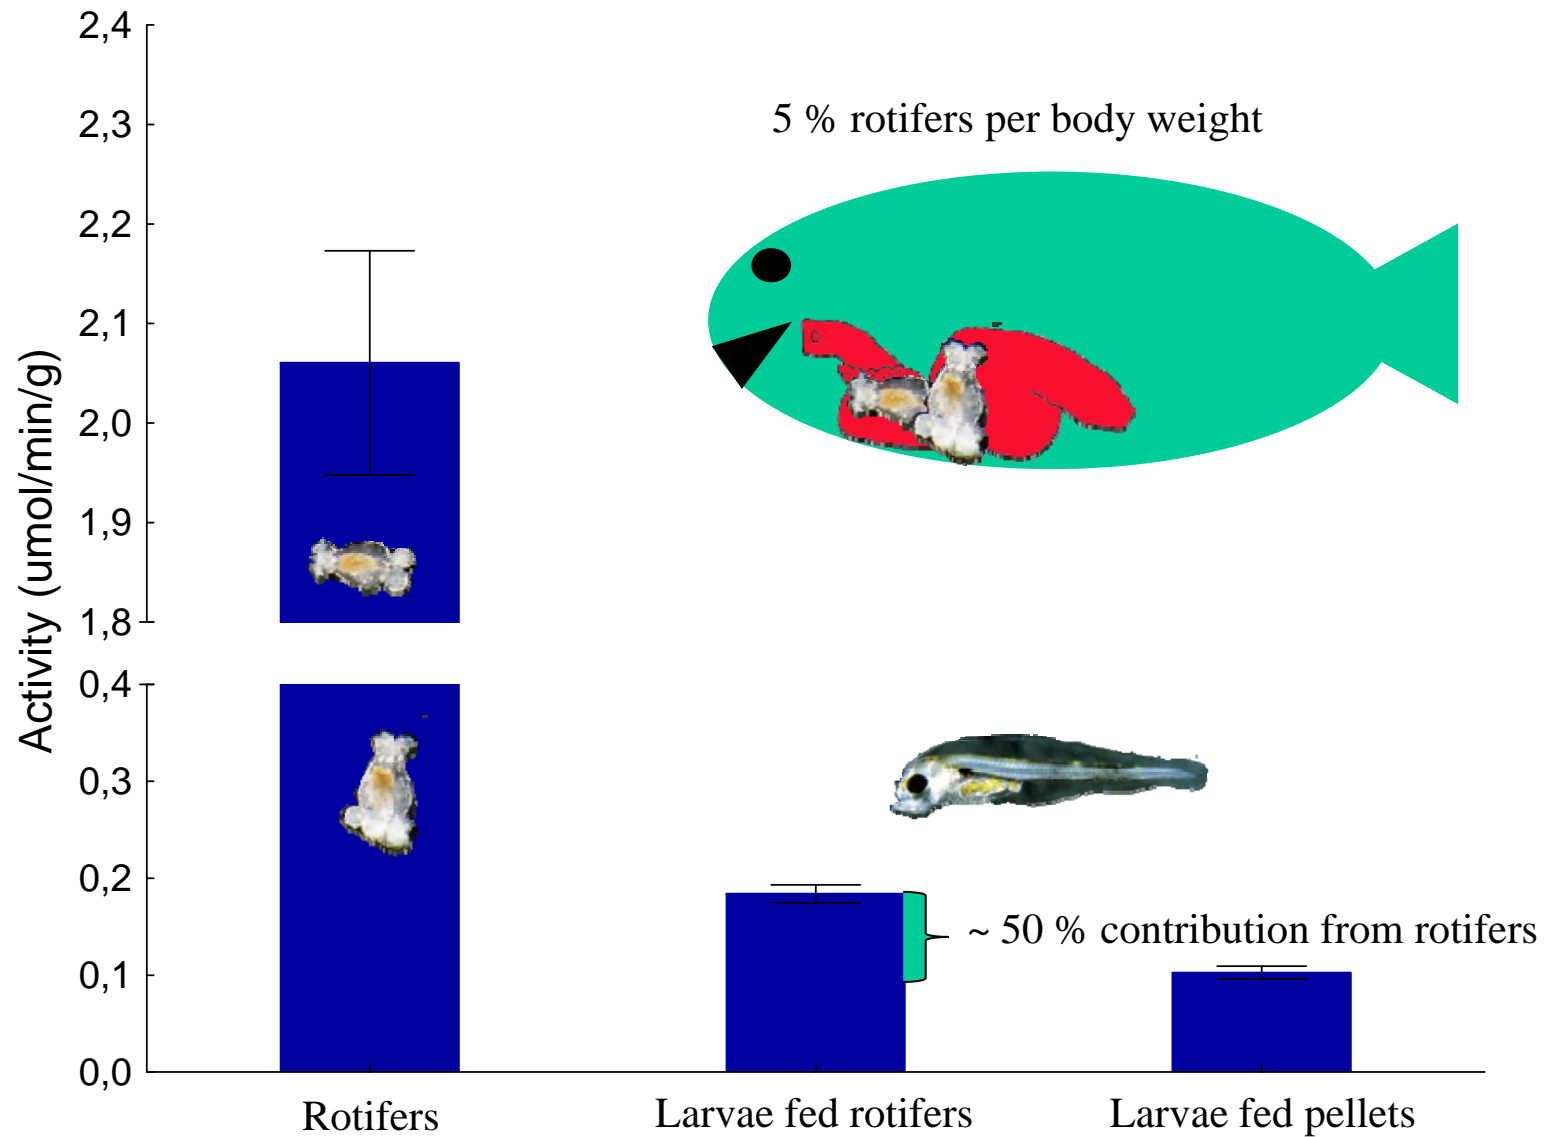 2,4
2,3
2,2
2,1
2,0
1,9
1,8
0,4
0,3
0,2
0,1
0,0
Activity (umol/min/g)
5 % rotifers per body weight
~ 50 % contribution from rotifers
Rotifers
Larvae fed rotifers
Larvae fed pellets